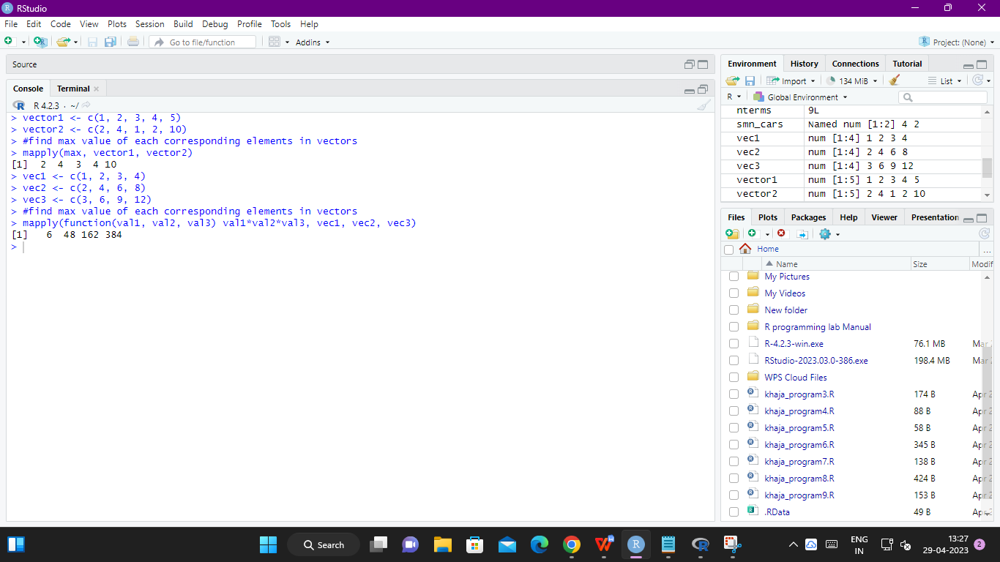 RStudio
File Edit Code View Plots Session Build Debug Profile Tools Help
Go to file/function Addins Project: (None)
Source
Console Terminal
R 4.2.3 · ~/
> vector1 <- c(1, 2, 3, 4, 5)
> vector2 <- c(2, 4, 1, 2, 10)
> #find max value of each corresponding elements in vectors
> mapply(max, vector1, vector2)
[1]  2  4  3  4 10
> vec1 <- c(1, 2, 3, 4)
> vec2 <- c(2, 4, 6, 8)
> vec3 <- c(3, 6, 9, 12)
> #find max value of each corresponding elements in vectors
> mapply(function(val1, val2, val3) val1*val2*val3, vec1, vec2, vec3)
[1]   6  48 162 384
>
Environment History Connections Tutorial
Import 134 MiB List
R Global Environment
nterms 9L
smn_cars Named num [1:2] 4 2
vec1 num [1:4] 1 2 3 4
vec2 num [1:4] 2 4 6 8
vec3 num [1:4] 3 6 9 12
vector1 num [1:5] 1 2 3 4 5
vector2 num [1:5] 2 4 1 2 10
Files Plots Packages Help Viewer Presentation
Home ...
Name Size Modif
My Pictures
My Videos
New folder
R programming lab Manual
R-4.2.3-win.exe 76.1 MB Mar
RStudio-2023.03.0-386.exe 198.4 MB Mar
WPS Cloud Files
khaja_program3.R 174 B Apr 2
khaja_program4.R 88 B Apr 2
khaja_program5.R 58 B Apr 2
khaja_program6.R 345 B Apr 2
khaja_program7.R 138 B Apr 2
khaja_program8.R 424 B Apr 2
khaja_program9.R 153 B Apr 2
.RData 49 B Apr 2
Search
ENG
IN
13:27
29-04-2023
2